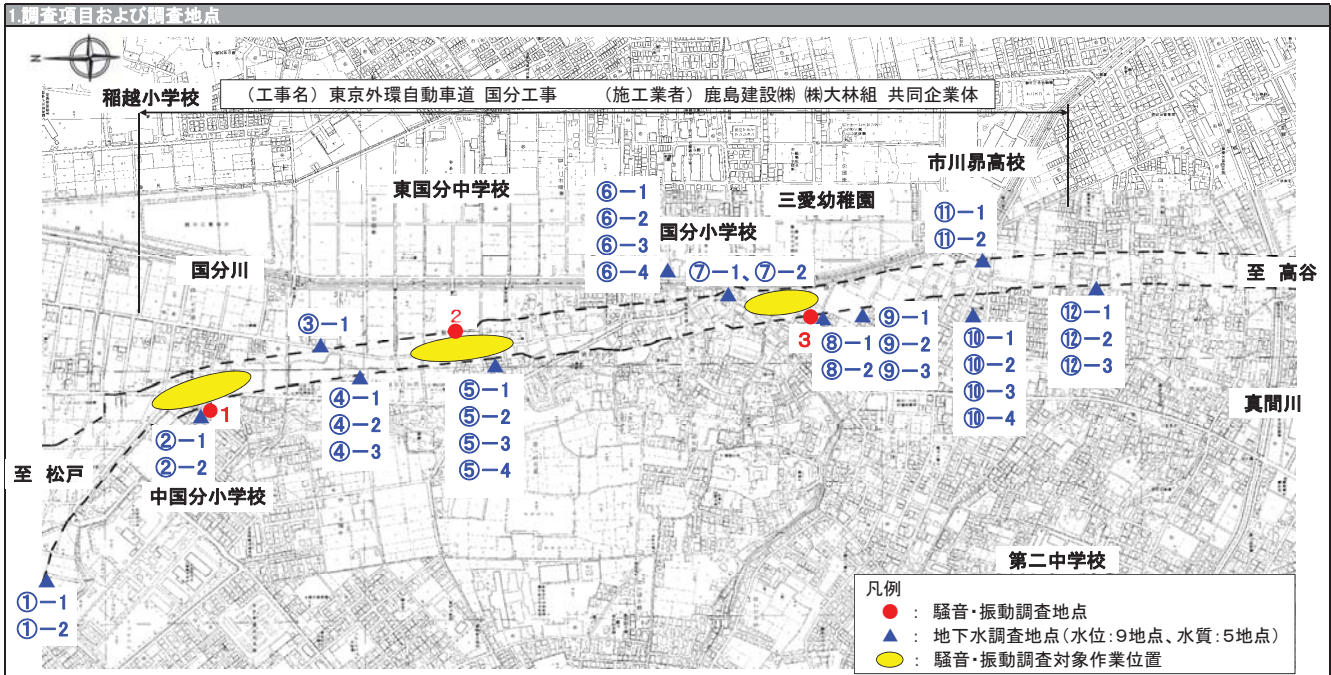 1.調査項目および調査地点
N
稲越小学校
(工事名) 東京外環自動車道 国分工事 (施工業者) 鹿島建設㈱ ㈱大林組 共同企業体
市川昴高校
東国分中学校
⑥-1
⑥-2
⑥-3
⑥-4
三愛幼稚園
国分小学校
⑪-1
⑪-2
国分川
⑦-1、⑦-2
至 高谷
③-1
2
3
⑧-1
⑧-2
⑨-1
⑨-2
⑨-3
⑩-1
⑩-2
⑩-3
⑩-4
⑫-1
⑫-2
⑫-3
④-1
④-2
④-3
⑤-1
⑤-2
⑤-3
⑤-4
真間川
1
②-1
②-2
至 松戸
中国分小学校
第二中学校
①-1
①-2
凡例
: 騒音・振動調査地点
: 地下水調査地点(水位:9地点、水質:5地点)
: 騒音・振動調査対象作業位置